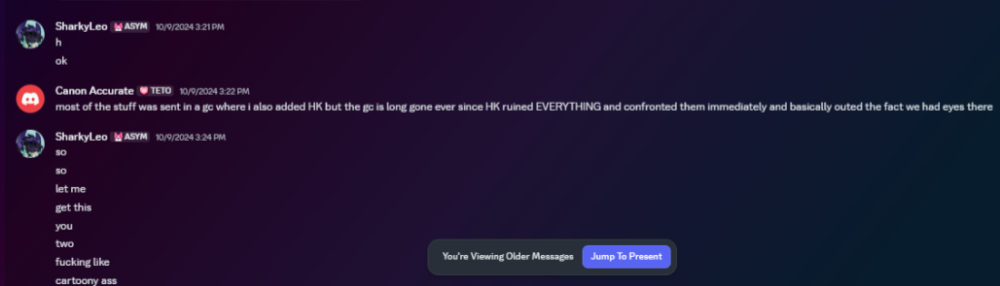 SharkyLeo ASYM 10/9/2024 3:21 PM
h
ok
Canon Accurate TETO 10/9/2024 3:22 PM
most of the stuff was sent in a gc where i also added HK but the gc is long gone ever since HK ruined EVERYTHING and confronted them immediately and basically outed the fact we had eyes there
SharkyLeo ASYM 10/9/2024 3:24 PM
so
so
let me
get this
you
two
fucking like
cartoony ass
You're Viewing Older Messages Jump To Present